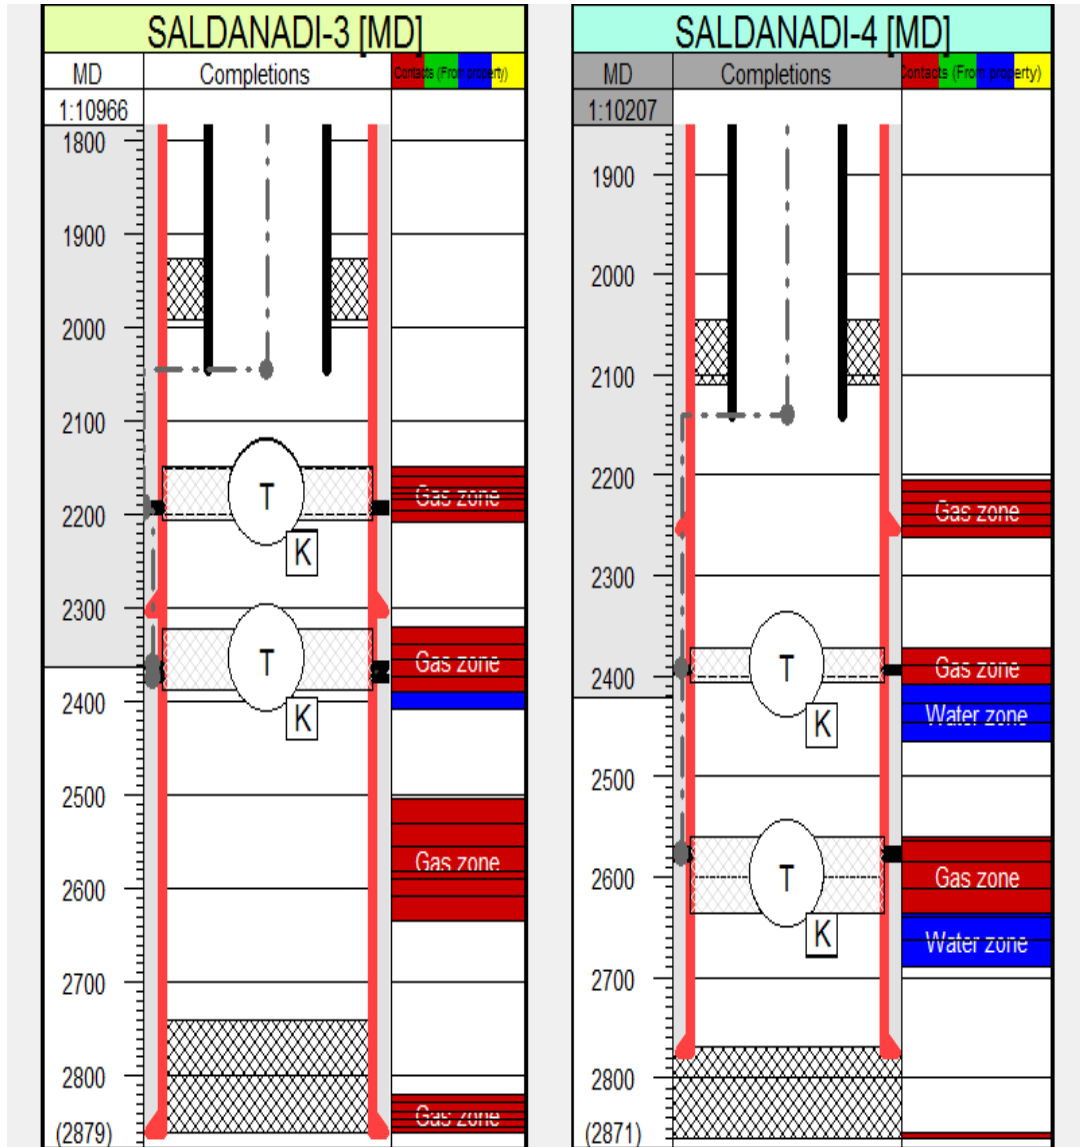 SALDANADI-3 [MD]
MD Completions Contacts (From property)
1:10966
1800
1900
2000
2100
T
Gas zone
2200
K
2300
T
Gas zone
2400
K
2500
Gas zone
2600
2700
2800
Gas zone
(2879)
SALDANADI-4 [MD]
MD Completions Contacts (From property)
1:10207
1900
2000
2100
2200
Gas zone
2300
T
Gas zone
2400
K
Water zone
2500
T
Gas zone
2600
K
Water zone
2700
2800
(2871)